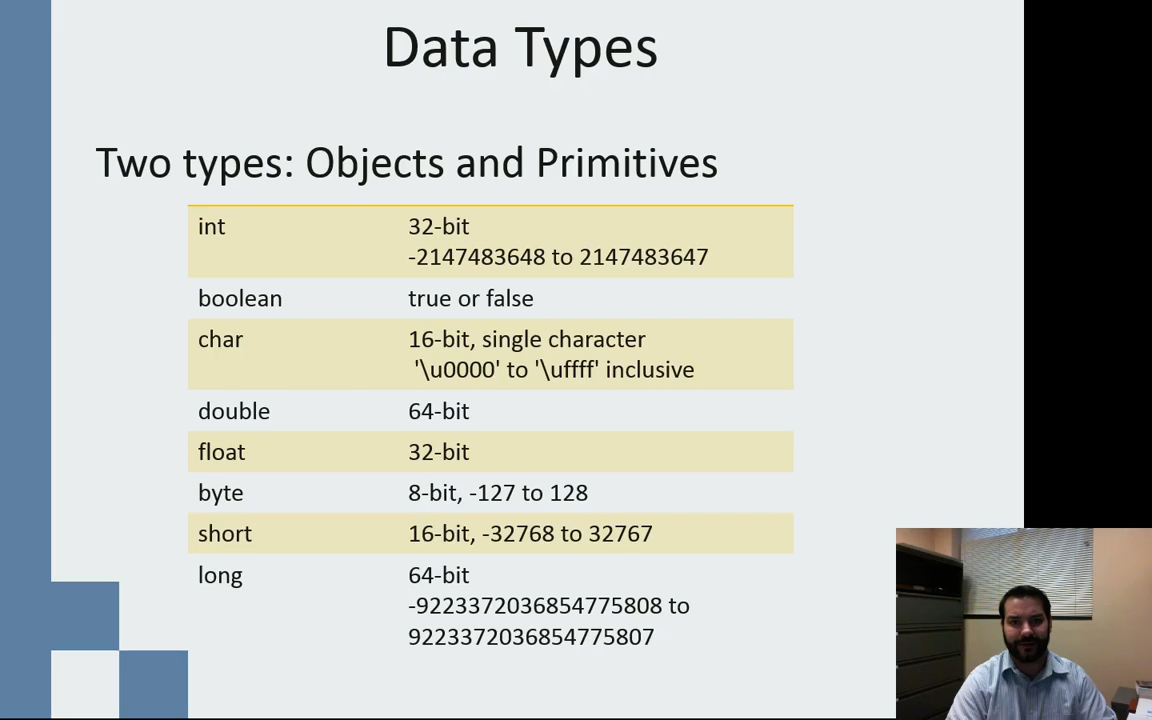 Data Types
Two types: Objects and Primitives
int 32-bit
-2147483648 to 2147483647
boolean true or false
char 16-bit, single character
'\u0000' to '\uffff' inclusive
double 64-bit
float 32-bit
byte 8-bit, -127 to 128
short 16-bit, -32768 to 32767
long 64-bit
-9223372036854775808 to
9223372036854775807